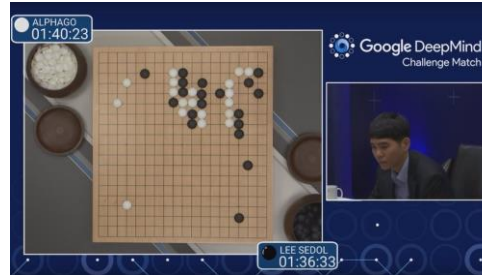 ALPHAGO
01:40:23
Google DeepMind
Challenge Match
LEE SEDOL
01:36:33